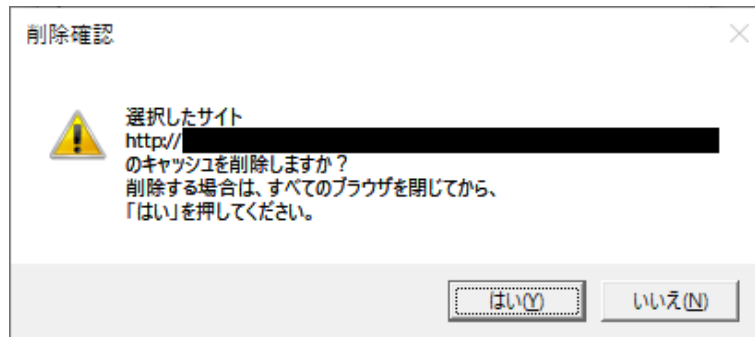 削除確認
選択したサイト
http://
のキャッシュを削除しますか？
削除する場合は、すべてのブラウザを閉じてから、
「はい」を押してください。
はい(Y)
いいえ(N)